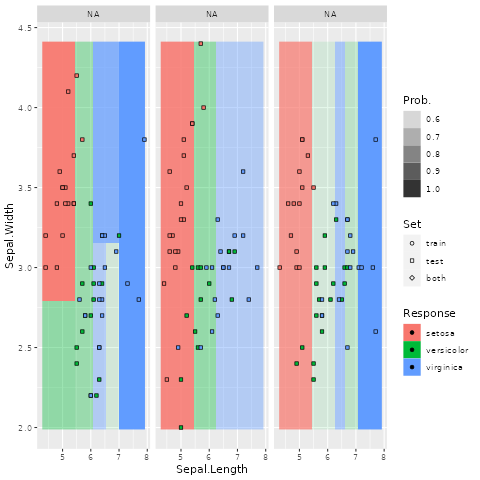 NA NA NA
4.5
4.0
3.5
3.0
2.5
2.0
Sepal.Width
5 6 7 8 5 6 7 8 5 6 7 8
Sepal.Length
Prob.
0.6
0.7
0.8
0.9
1.0
Set
train
test
both
Response
setosa
versicolor
virginica